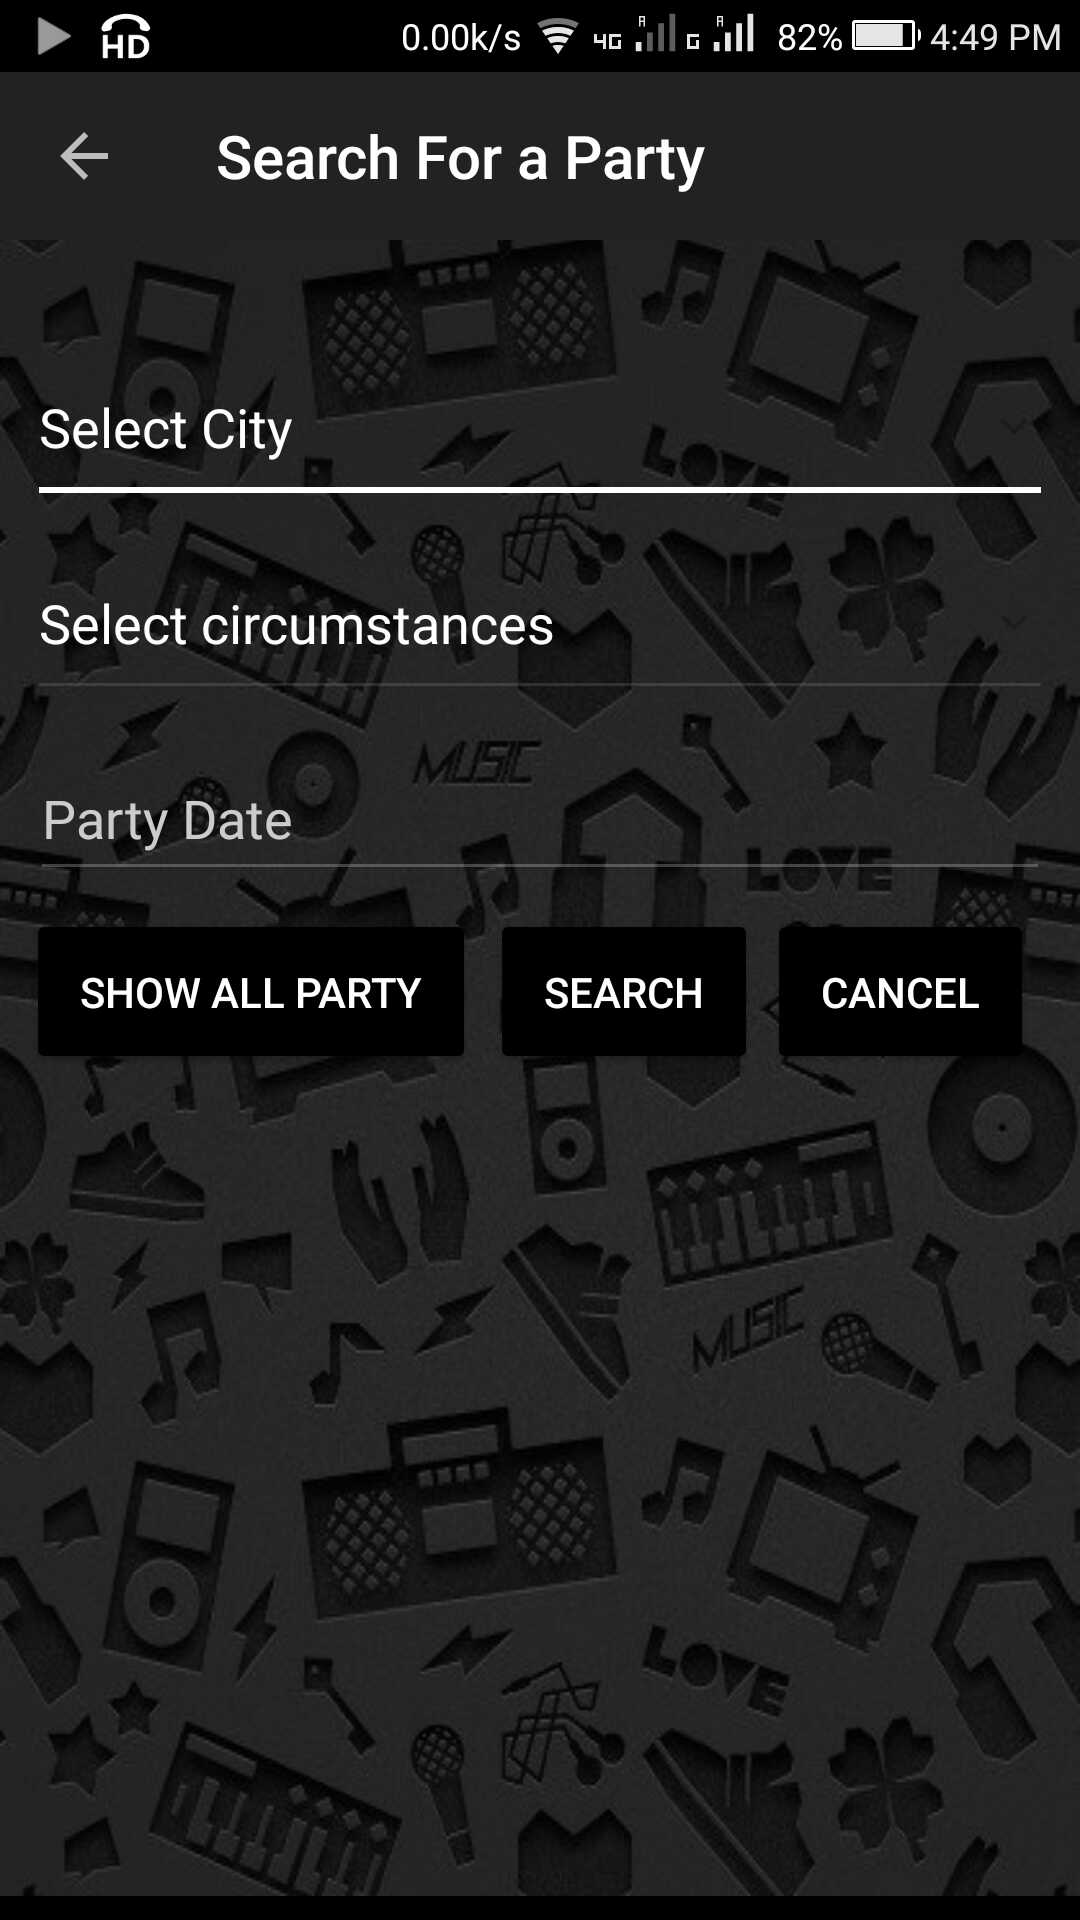 HD 0.00k/s 4G G 82% 4:49 PM
Search For a Party
Select City
LOVE
Select circumstances
MUSIC
Party Date
LOVE
SHOW ALL PARTY SEARCH CANCEL
MUSIC
LOVE